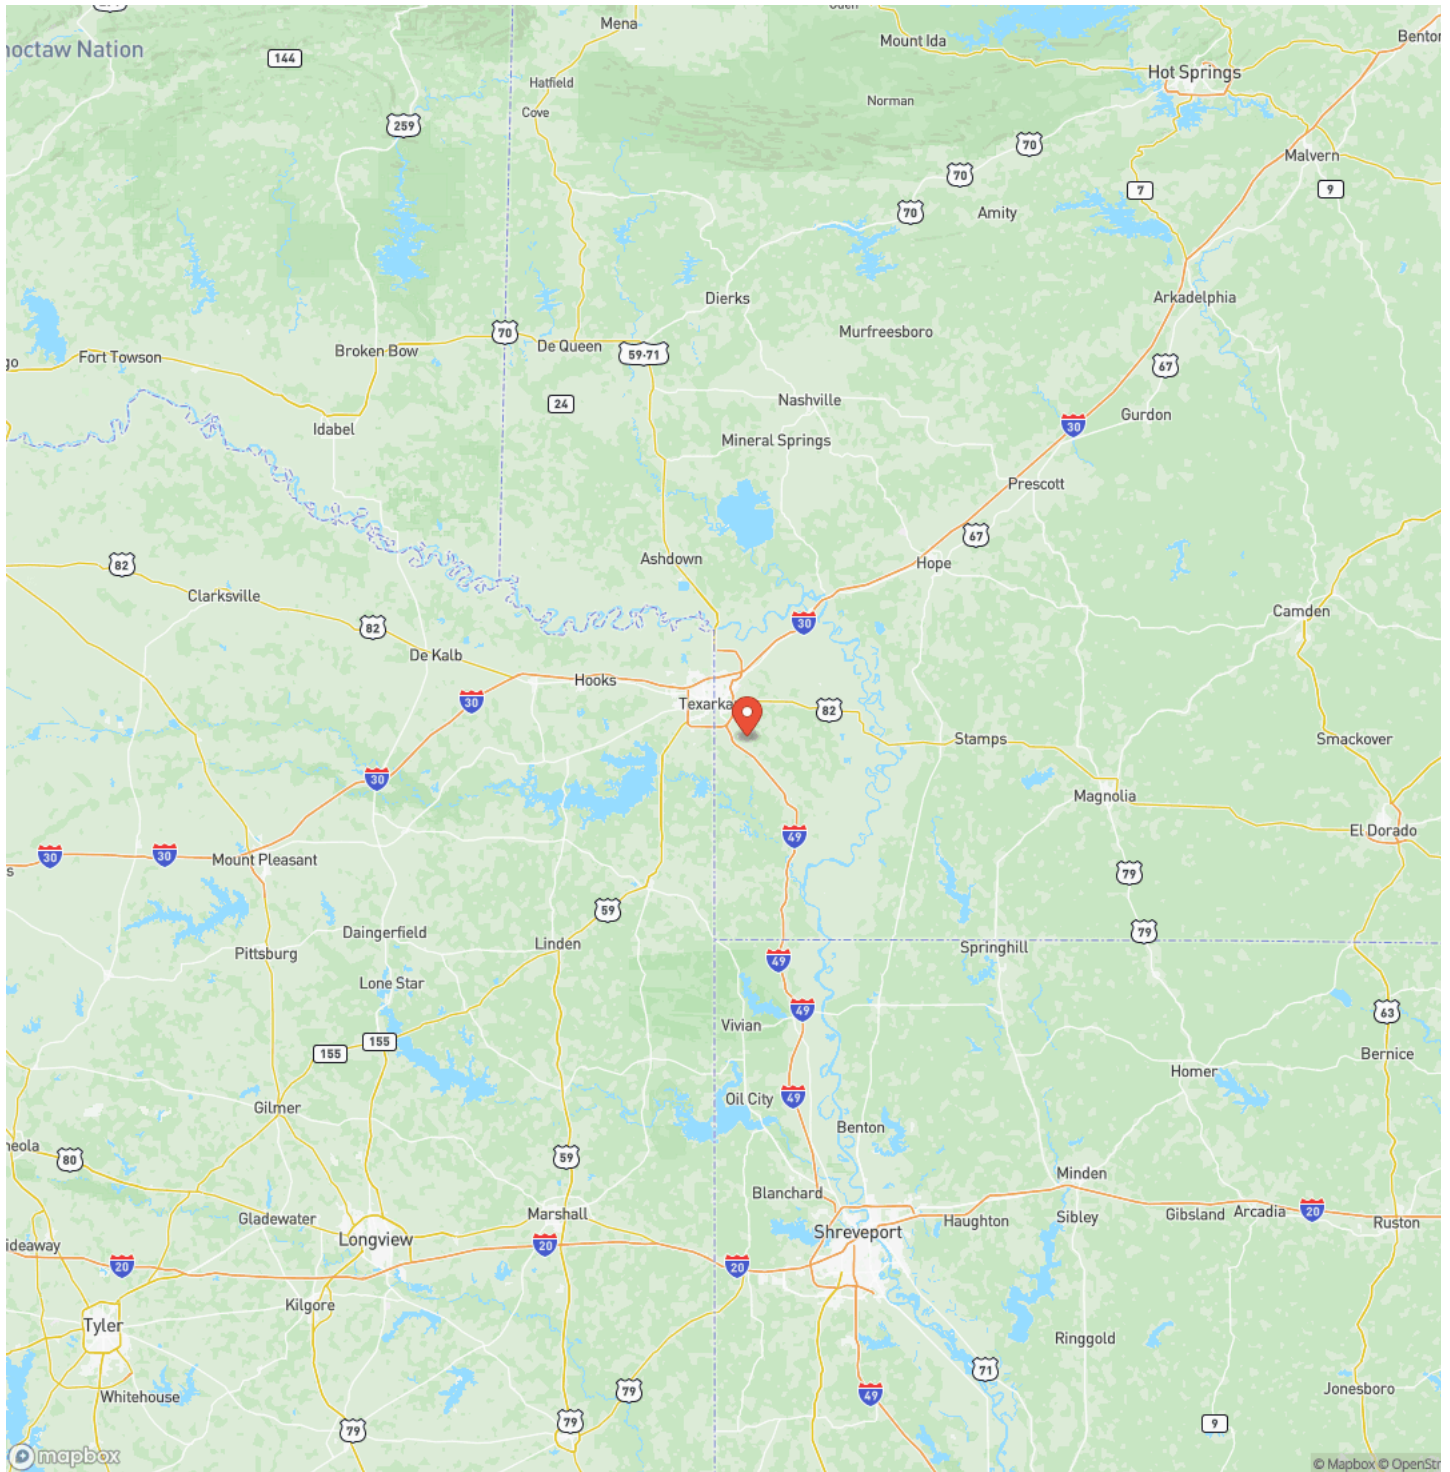 Mena
Oden
Mount Ida
Benton
Choctaw Nation
144
Hot Springs
Hatfield
Norman
Cove
259
70
Malvern
70
7
9
70
Amity
Dierks
Arkadelphia
Murfreesboro
70
De Queen
59-71
Broken Bow
Fort Towson
go
67
24
Nashville
Gurdon
30
Idabel
Mineral Springs
Prescott
67
Ashdown
Hope
82
Clarksville
82
30
Camden
De Kalb
Hooks
30
Texarka
82
Stamps
Smackover
30
Magnolia
49
El Dorado
30
30
Mount Pleasant
s
79
59
Daingerfield
Linden
79
Springhill
Pittsburg
49
Lone Star
49
63
Vivian
155
155
Bernice
Homer
Oil City
49
Gilmer
Benton
neola
80
59
Minden
Blanchard
Gladewater
Marshall
Haughton
Sibley
Gibsland
Arcadia
20
Ruston
Longview
Shreveport
ideaway
20
20
20
Kilgore
Tyler
Ringgold
71
Whitehouse
79
49
Jonesboro
79
79
9
mapbox
© Mapbox © OpenStr